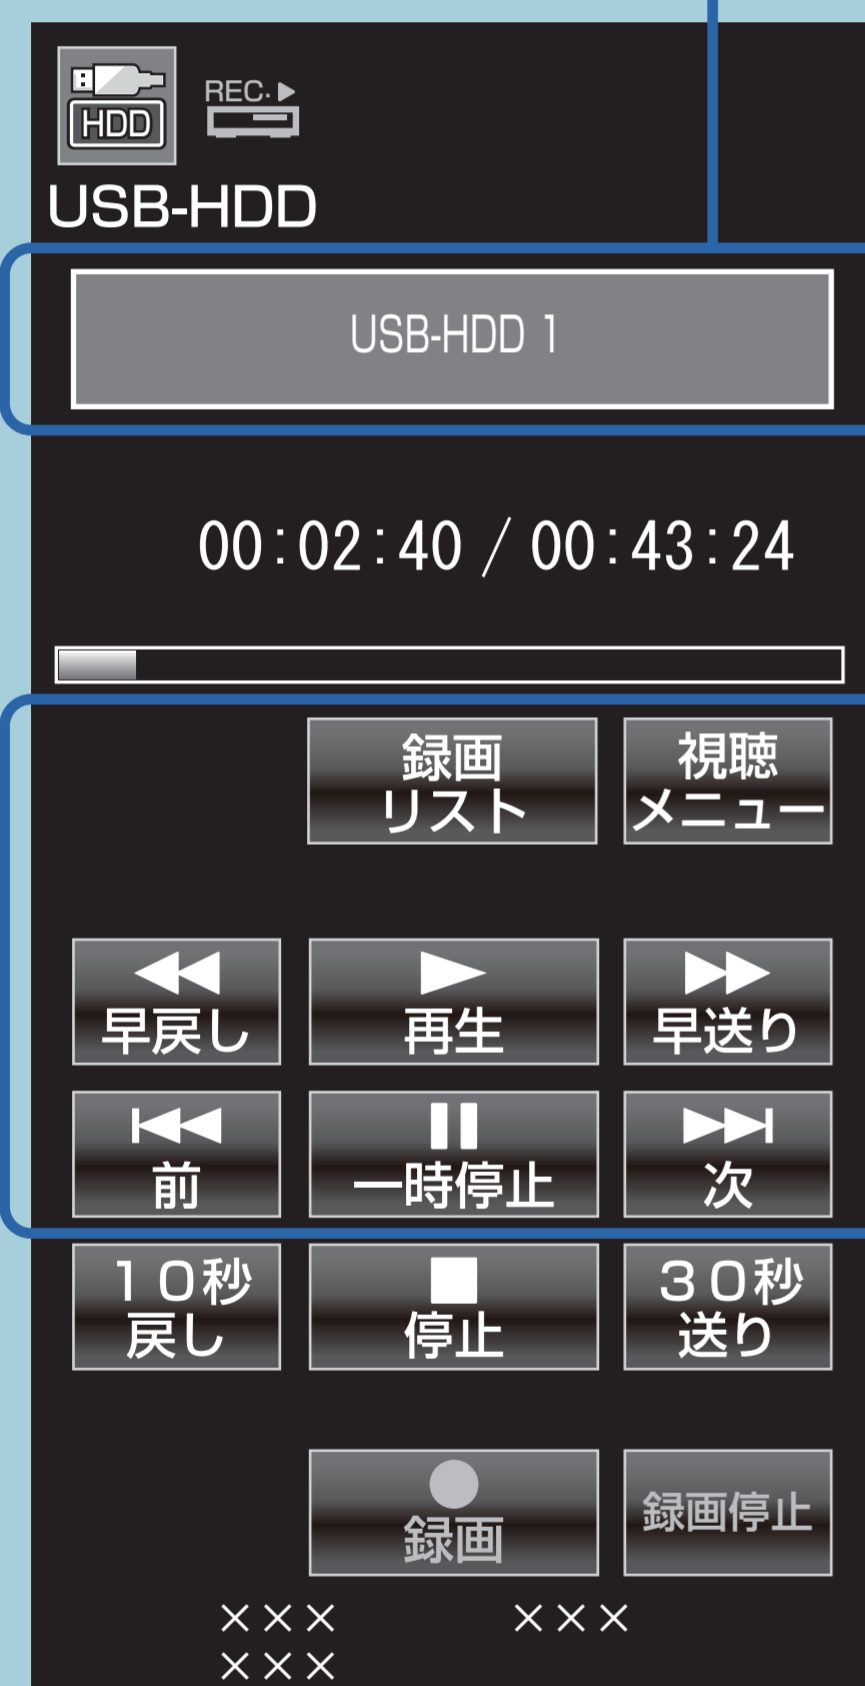 HDD
REC.
USB-HDD
USB-HDD 1
00:02:40 / 00:43:24
録画
リスト
視聴
メニュー
早戻し
再生
早送り
前
一時停止
次
10秒
戻し
停止
30秒
送り
録画
録画停止
××× ×××
×××